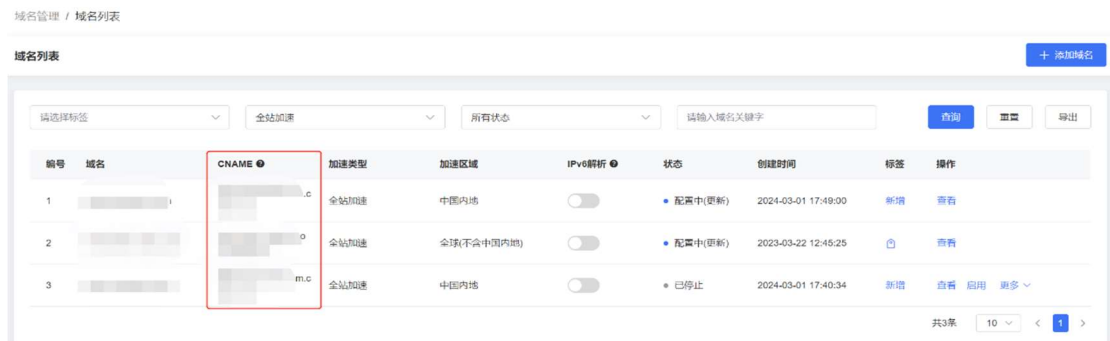 域名管理 / 域名列表
域名列表
+ 添加域名
请选择标签 全站加速 所有状态 请输入域名关键字 查询 重置 导出
编号 域名 CNAME 加速类型 加速区域 IPv6解析 状态 创建时间 标签 操作
1 .c 全站加速 中国内地 配置中(更新) 2024-03-01 17:49:00 新增 查看
2 o 全站加速 全球(不含中国内地) 配置中(更新) 2023-03-22 12:45:25 查看
3 m.c 全站加速 中国内地 已停止 2024-03-01 17:40:34 新增 查看 启用 更多
共3条 10 < 1 >